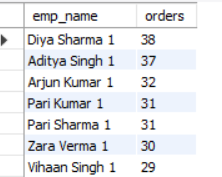 emp_name orders
Diya Sharma 1 38
Aditya Singh 1 37
Arjun Kumar 1 32
Pari Kumar 1 31
Pari Sharma 1 31
Zara Verma 1 30
Vihaan Singh 1 29